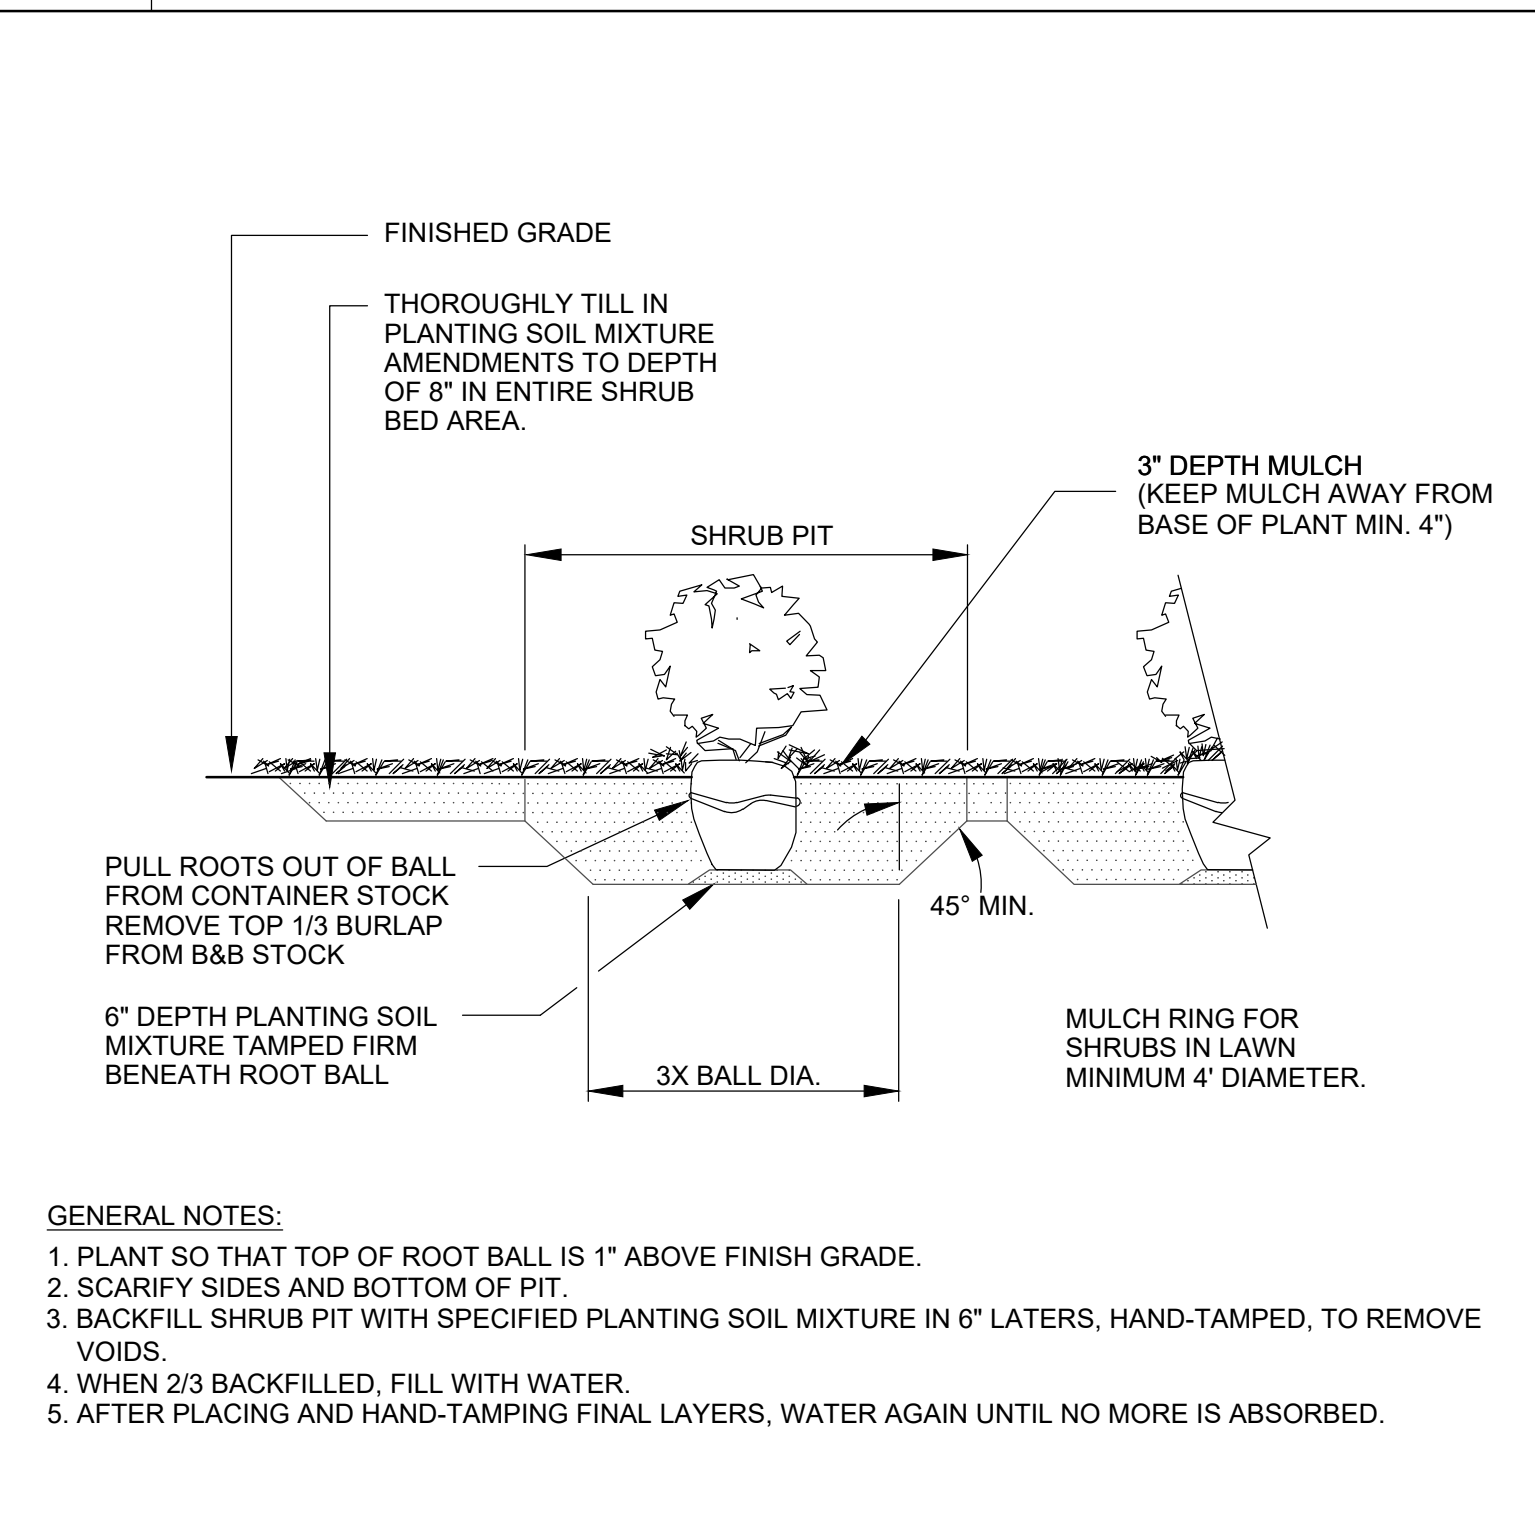 FINISHED GRADE
THOROUGHLY TILL IN
PLANTING SOIL MIXTURE
AMENDMENTS TO DEPTH
OF 8" IN ENTIRE SHRUB
BED AREA.
3" DEPTH MULCH
(KEEP MULCH AWAY FROM
BASE OF PLANT MIN. 4")
SHRUB PIT
PULL ROOTS OUT OF BALL
FROM CONTAINER STOCK
REMOVE TOP 1/3 BURLAP
FROM B&B STOCK
45° MIN.
6" DEPTH PLANTING SOIL
MIXTURE TAMPED FIRM
BENEATH ROOT BALL
3X BALL DIA.
MULCH RING FOR
SHRUBS IN LAWN
MINIMUM 4' DIAMETER.
GENERAL NOTES:
1. PLANT SO THAT TOP OF ROOT BALL IS 1" ABOVE FINISH GRADE.
2. SCARIFY SIDES AND BOTTOM OF PIT.
3. BACKFILL SHRUB PIT WITH SPECIFIED PLANTING SOIL MIXTURE IN 6" LATERS, HAND-TAMPED, TO REMOVE
VOIDS.
4. WHEN 2/3 BACKFILLED, FILL WITH WATER.
5. AFTER PLACING AND HAND-TAMPING FINAL LAYERS, WATER AGAIN UNTIL NO MORE IS ABSORBED.